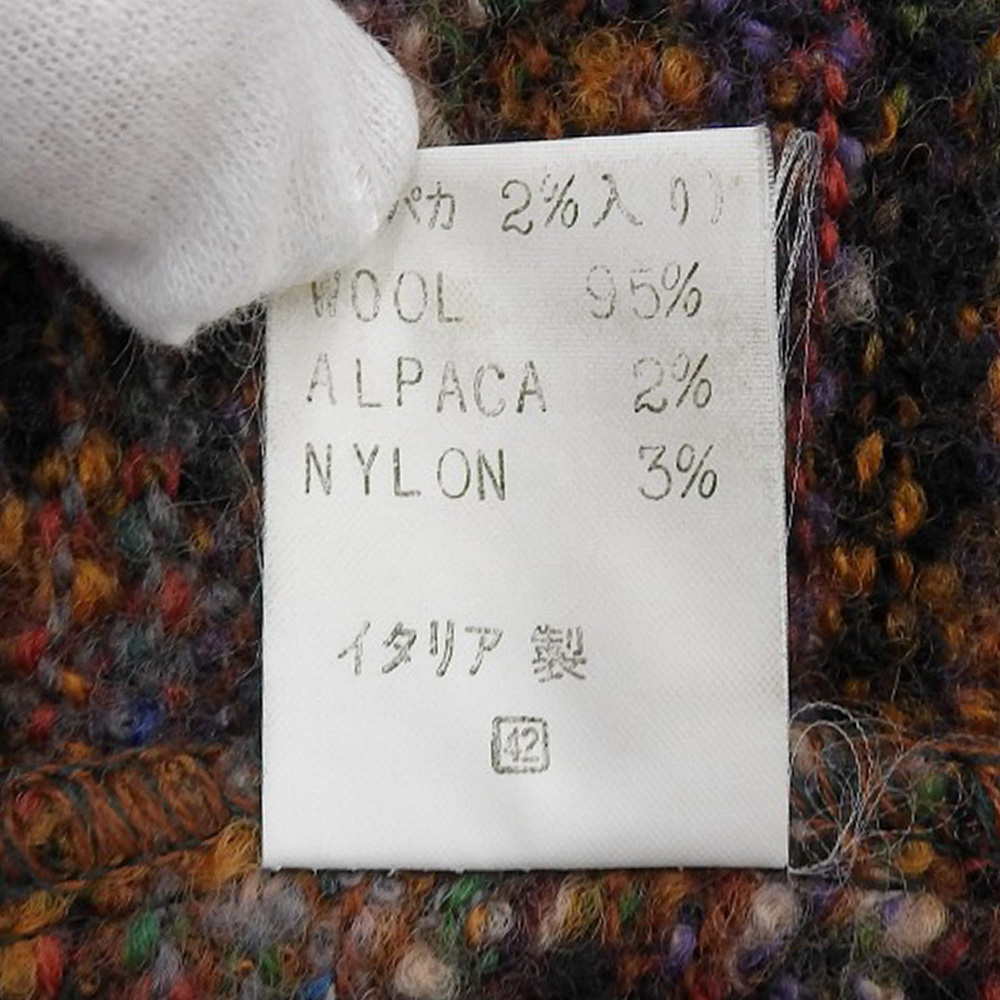 パカ 2%入り)
WOOL 95%
ALPACA 2%
NYLON 3%
イタリア 製
42